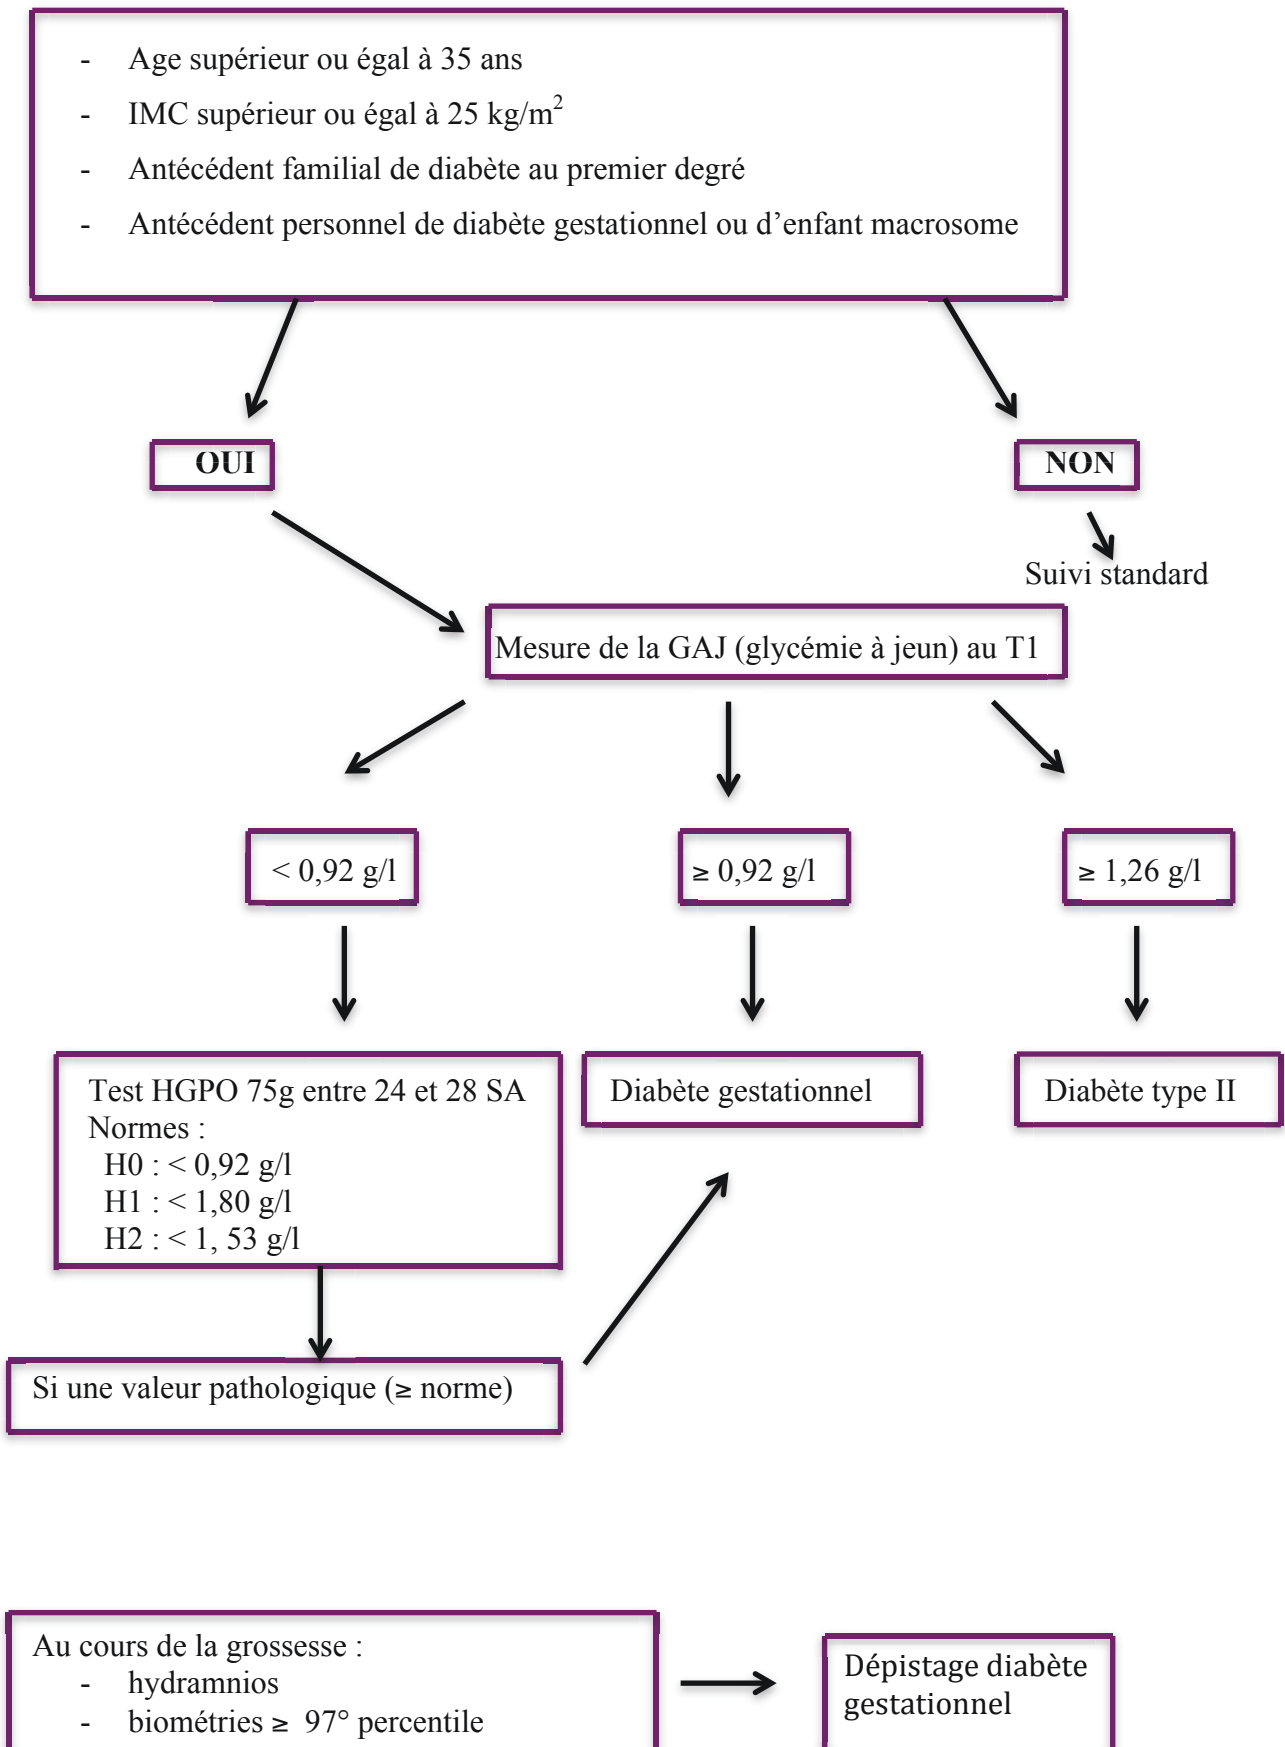 - Age supérieur ou égal à 35 ans
- IMC supérieur ou égal à 25 kg/m²
- Antécédent familial de diabète au premier degré
- Antécédent personnel de diabète gestationnel ou d’enfant macrosome
OUI
NON
Suivi standard
Mesure de la GAJ (glycémie à jeun) au T1
< 0,92 g/l
≥ 0,92 g/l
≥ 1,26 g/l
Test HGPO 75g entre 24 et 28 SA
Normes :
H0 : < 0,92 g/l
H1 : < 1,80 g/l
H2 : < 1, 53 g/l
Diabète gestationnel
Diabète type II
Si une valeur pathologique (≥ norme)
Au cours de la grossesse :
- hydramnios
- biométries ≥ 97° percentile
Dépistage diabète
gestationnel